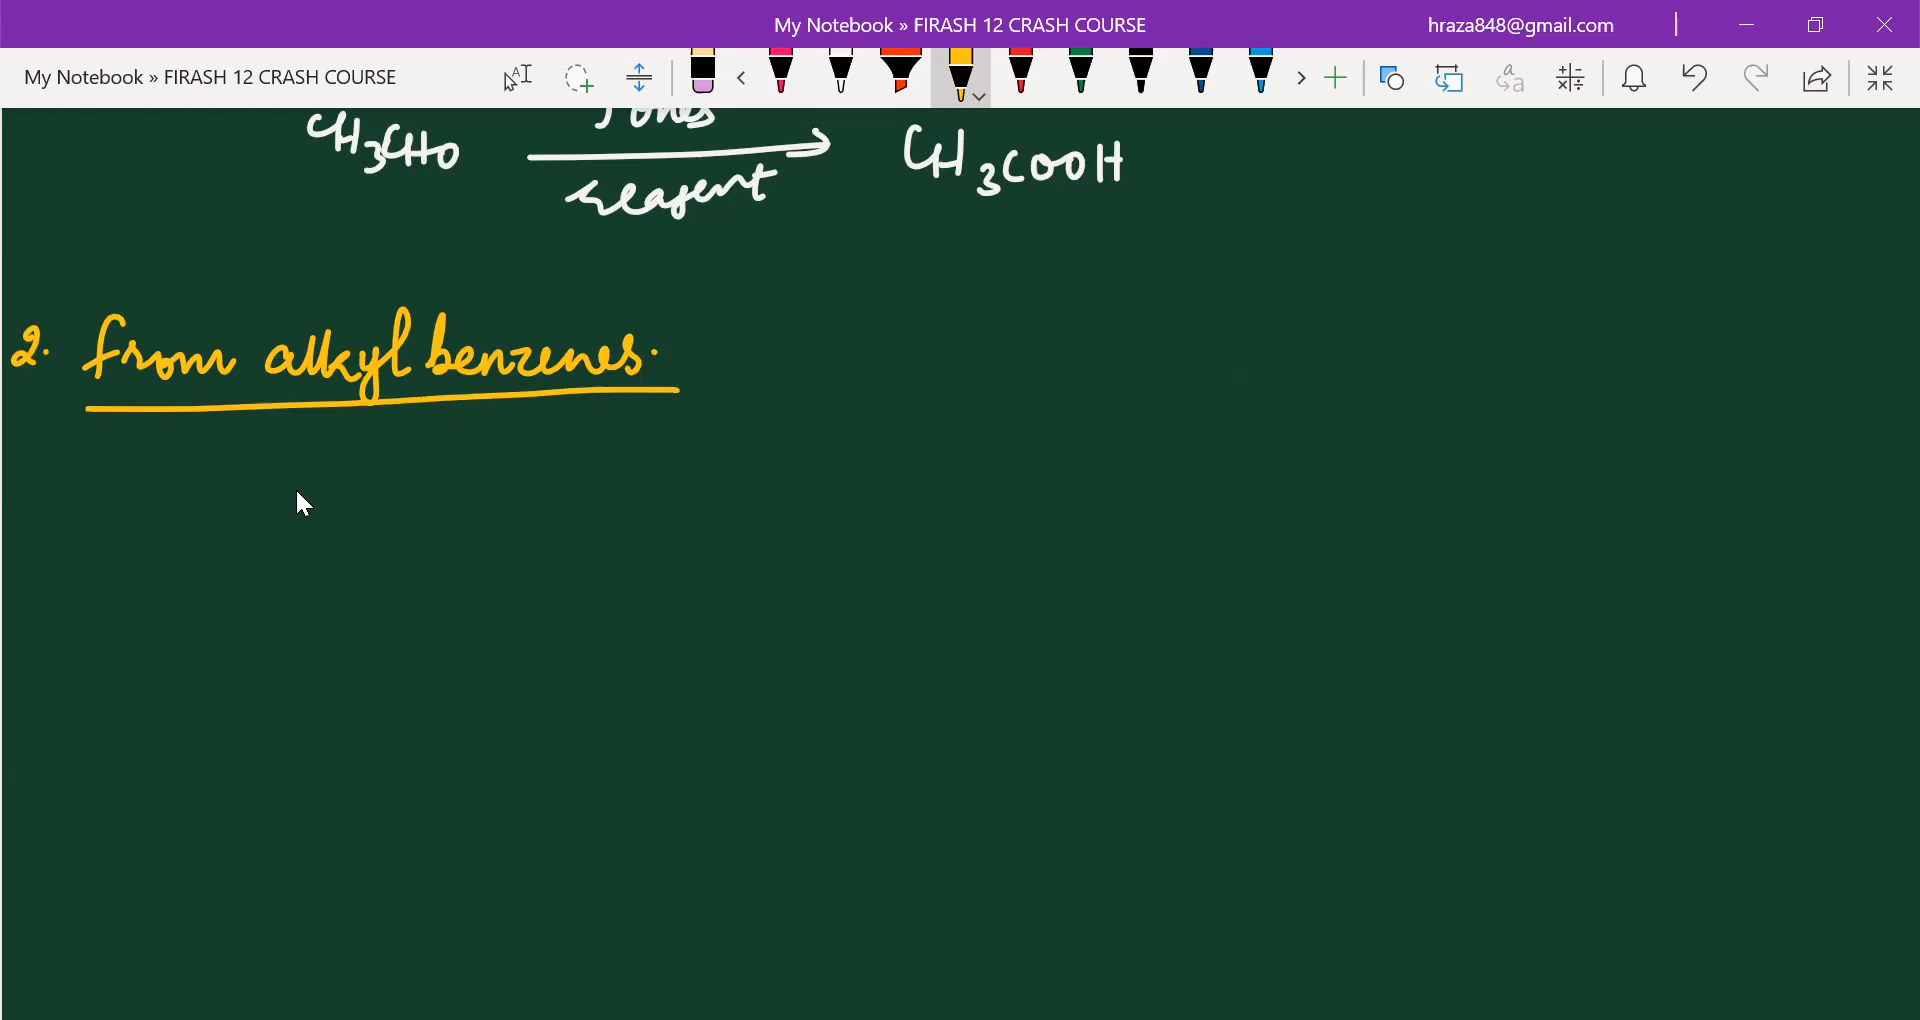 My Notebook » FIRASH 12 CRASH COURSE
hraza848@gmail.com
My Notebook » FIRASH 12 CRASH COURSE
Jones
CH3CHO → CH3COOH
reagent
2. from alkyl benzenes.